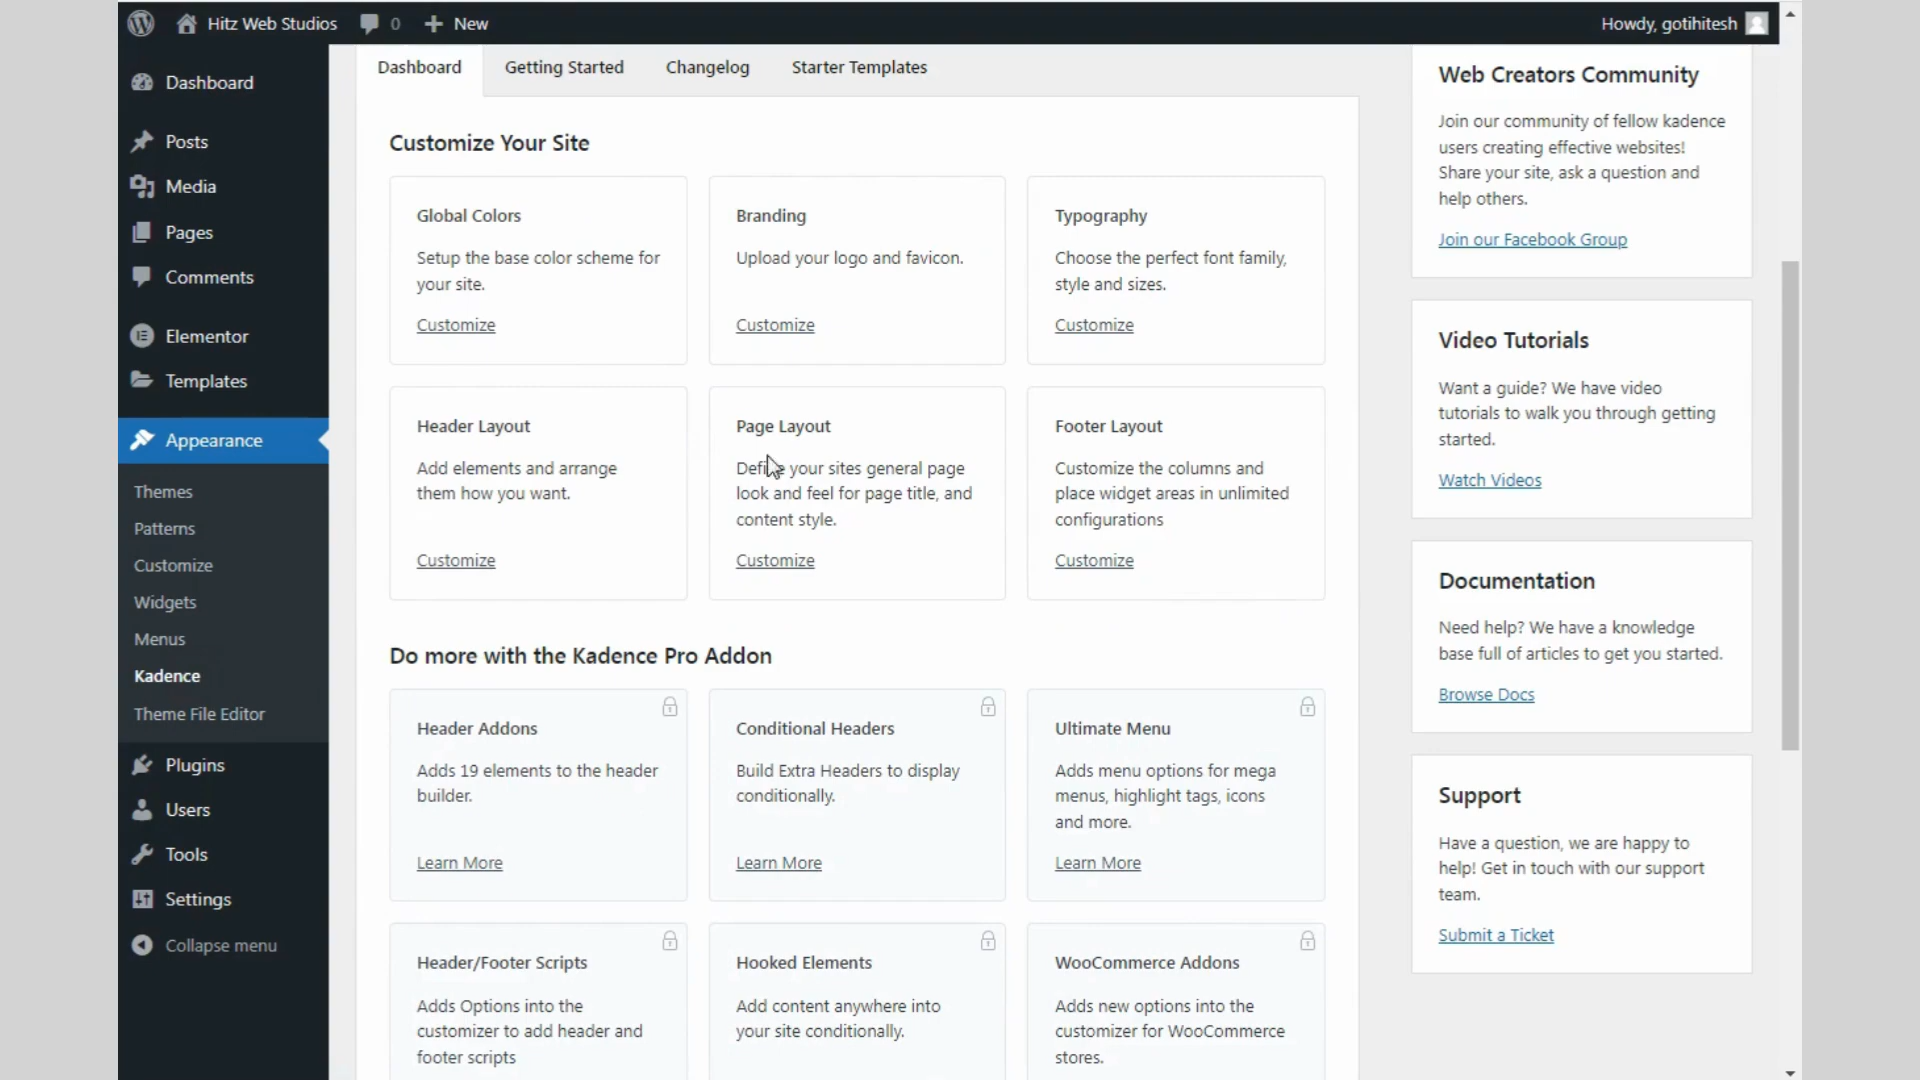 Hitz Web Studios 0 New Howdy, gotihitesh
Dashboard
Posts
Media
Pages
Comments
Elementor
Templates
Appearance
Themes
Patterns
Customize
Widgets
Menus
Kadence
Theme File Editor
Plugins
Users
Tools
Settings
Collapse menu
Dashboard Getting Started Changelog Starter Templates
Customize Your Site
Global Colors
Setup the base color scheme for
your site.
Customize
Branding
Upload your logo and favicon.
Customize
Typography
Choose the perfect font family,
style and sizes.
Customize
Header Layout
Add elements and arrange
them how you want.
Customize
Page Layout
Define your sites general page
look and feel for page title, and
content style.
Customize
Footer Layout
Customize the columns and
place widget areas in unlimited
configurations
Customize
Do more with the Kadence Pro Addon
Header Addons
Adds 19 elements to the header
builder.
Learn More
Conditional Headers
Build Extra Headers to display
conditionally.
Learn More
Ultimate Menu
Adds menu options for mega
menus, highlight tags, icons
and more.
Learn More
Header/Footer Scripts
Adds Options into the
customizer to add header and
footer scripts
Hooked Elements
Add content anywhere into
your site conditionally.
WooCommerce Addons
Adds new options into the
customizer for WooCommerce
stores.
Web Creators Community
Join our community of fellow kadence
users creating effective websites!
Share your site, ask a question and
help others.
Join our Facebook Group
Video Tutorials
Want a guide? We have video
tutorials to walk you through getting
started.
Watch Videos
Documentation
Need help? We have a knowledge
base full of articles to get you started.
Browse Docs
Support
Have a question, we are happy to
help! Get in touch with our support
team.
Submit a Ticket